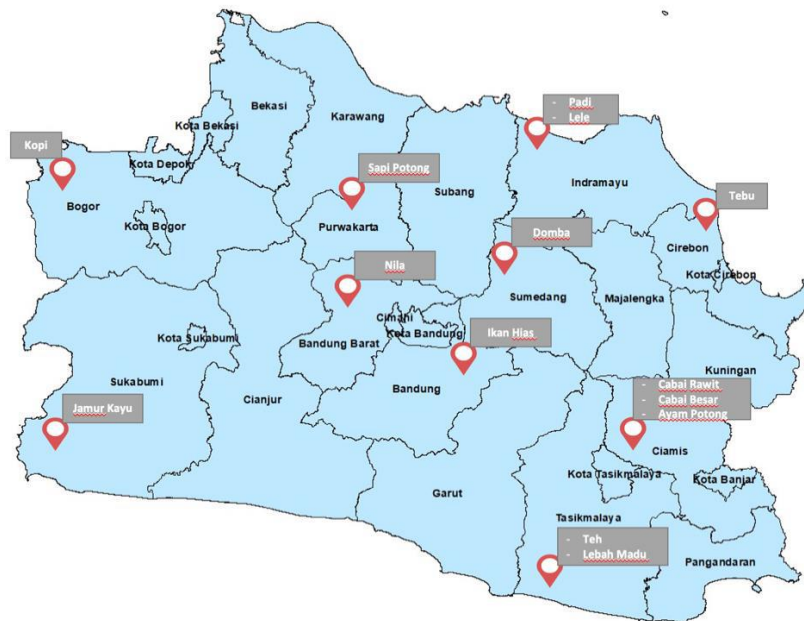 Bekasi
Karawang
Kota Bekasi
- Padi
- Lele
Kopi
Kota Depok
Sapi Potong
Subang
Indramayu
Tebu
Bogor
Kota Bogor
Purwakarta
Domba
Cirebon
Nila
Kota Cirebon
Sumedang
Majalengka
Cimahi
Kota Bandung
Ikan Hias
Kota Sukabumi
Bandung Barat
Kuningan
Sukabumi
Cianjur
Bandung
- Cabai Rawit
- Cabai Besar
- Ayam Potong
Jamur Kayu
Ciamis
Kota Tasikmalaya
Kota Banjar
Garut
Tasikmalaya
- Teh
- Lebah Madu
Pangandaran